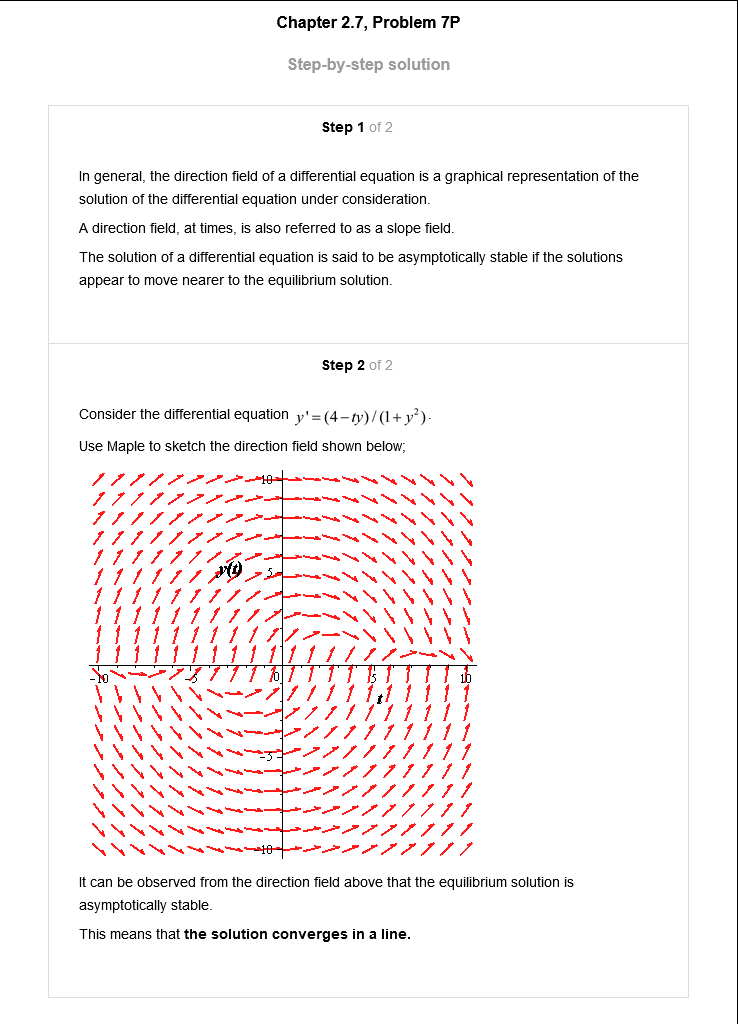 Chapter 2.7, Problem 7P
Step-by-step solution
Step 1 of 2
In general, the direction field of a differential equation is a graphical representation of the
solution of the differential equation under consideration.
A direction field, at times, is also referred to as a slope field.
The solution of a differential equation is said to be asymptotically stable if the solutions
appear to move nearer to the equilibrium solution.
Step 2 of 2
Consider the differential equation y' = (4 − ty) / (1 + y²).
Use Maple to sketch the direction field shown below;
10
y(t)
5
-10 -5 0 5 10
t
-5
-10
It can be observed from the direction field above that the equilibrium solution is
asymptotically stable.
This means that the solution converges in a line.